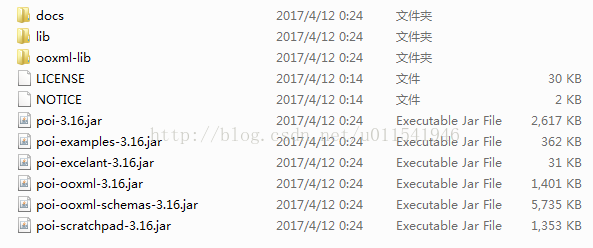 docs 2017/4/12 0:24 文件夹
lib 2017/4/12 0:24 文件夹
ooxml-lib 2017/4/12 0:24 文件夹
LICENSE 2017/4/12 0:14 文件 30 KB
NOTICE 2017/4/12 0:14 文件 2 KB
poi-3.16.jar 2017/4/12 0:24 Executable Jar File 2,617 KB
http://blog.csdn.net/u011541946
poi-examples-3.16.jar 2017/4/12 0:24 Executable Jar File 362 KB
poi-excelant-3.16.jar 2017/4/12 0:24 Executable Jar File 31 KB
poi-ooxml-3.16.jar 2017/4/12 0:24 Executable Jar File 1,401 KB
poi-ooxml-schemas-3.16.jar 2017/4/12 0:24 Executable Jar File 5,735 KB
poi-scratchpad-3.16.jar 2017/4/12 0:24 Executable Jar File 1,353 KB